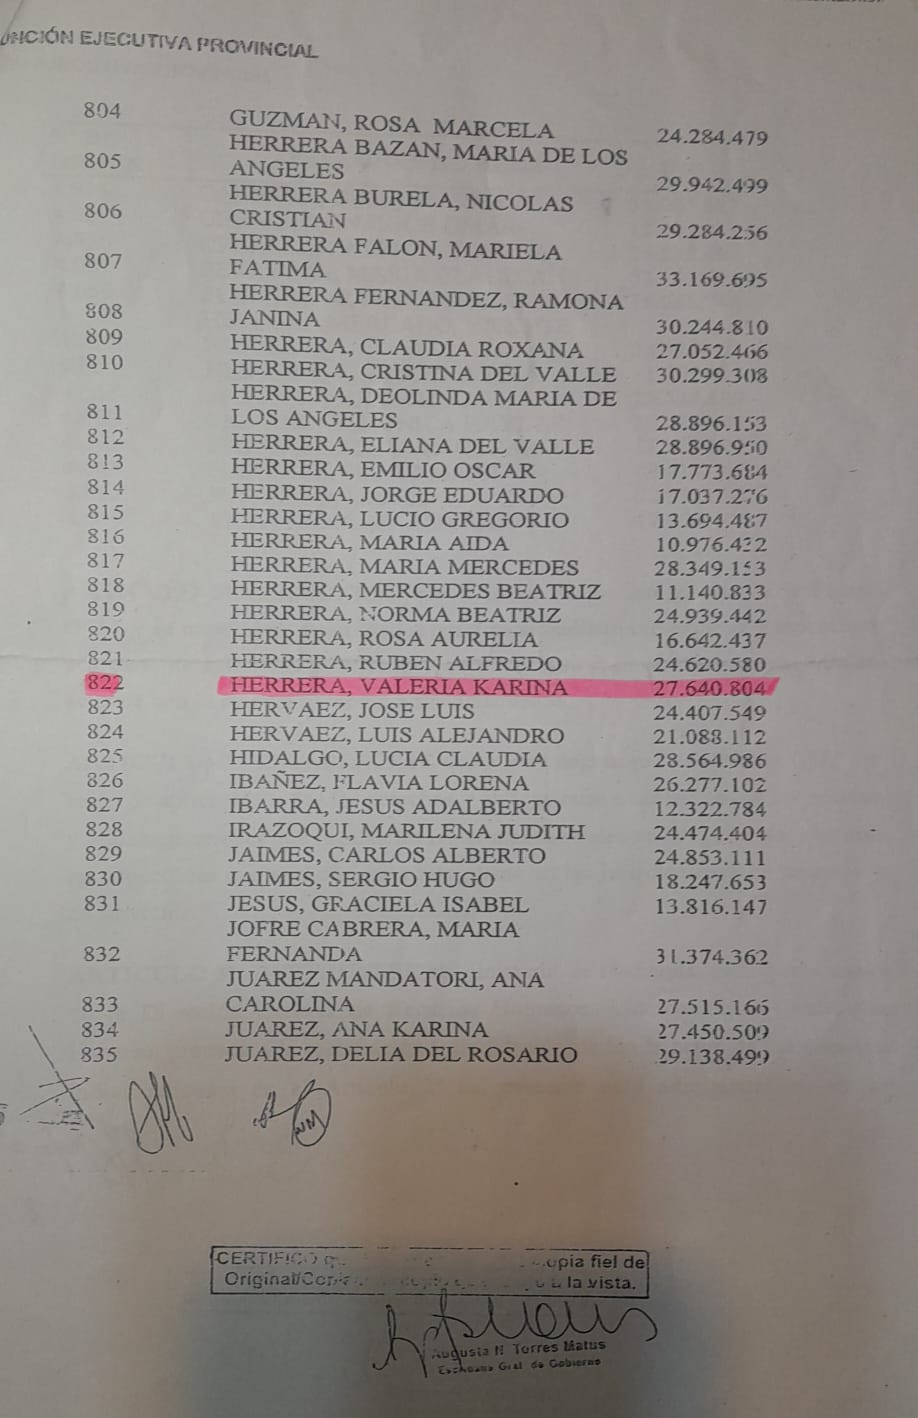 UNCIÓN EJECUTIVA PROVINCIAL
804 GUZMAN, ROSA MARCELA 24.284.479
HERRERA BAZAN, MARIA DE LOS
805 ANGELES 29.942.499
HERRERA BURELA, NICOLAS
806 CRISTIAN 29.284.256
HERRERA FALON, MARIELA
807 FATIMA 33.169.695
HERRERA FERNANDEZ, RAMONA
808 JANINA 30.244.810
809 HERRERA, CLAUDIA ROXANA 27.052.466
810 HERRERA, CRISTINA DEL VALLE 30.299.308
HERRERA, DEOLINDA MARIA DE
811 LOS ANGELES 28.896.153
812 HERRERA, ELIANA DEL VALLE 28.896.950
813 HERRERA, EMILIO OSCAR 17.773.684
814 HERRERA, JORGE EDUARDO 17.037.276
815 HERRERA, LUCIO GREGORIO 13.694.487
816 HERRERA, MARIA AIDA
817 HERRERA, MARIA MERCEDES 28.349.153
818 HERRERA, MERCEDES BEATRIZ 11.140.833
819 HERRERA, NORMA BEATRIZ 24.939.442
820 HERRERA, ROSA AURELIA 16.642.437
821 HERRERA, RUBEN ALFREDO 24.620.580
822 HERRERA, VALERIA KARINA 27.640.804
823 HERVAEZ, JOSE LUIS 24.407.549
824 HERVAEZ, LUIS ALEJANDRO 21.088.112
825 HIDALGO, LUCIA CLAUDIA 28.564.986
826 IBAÑEZ, FLAVIA LORENA 26.277.102
827 IBARRA, JESUS ADALBERTO 12.322.784
828 IRAZOQUI, MARILENA JUDITH 24.474.404
829 JAIMES, CARLOS ALBERTO 24.853.111
830 JAIMES, SERGIO HUGO 18.247.653
831 JESUS, GRACIELA ISABEL 13.816.147
JOFRE CABRERA, MARIA
832 FERNANDA 31.374.362
JUAREZ MANDATORI, ANA
833 CAROLINA 27.515.166
834 JUAREZ, ANA KARINA 27.450.509
835 JUAREZ, DELIA DEL ROSARIO 29.138.499
CERTIFICO opia fiel de
Original/ la vista.
Augusta N Torres Matus
Escribano Gral de Gobierno